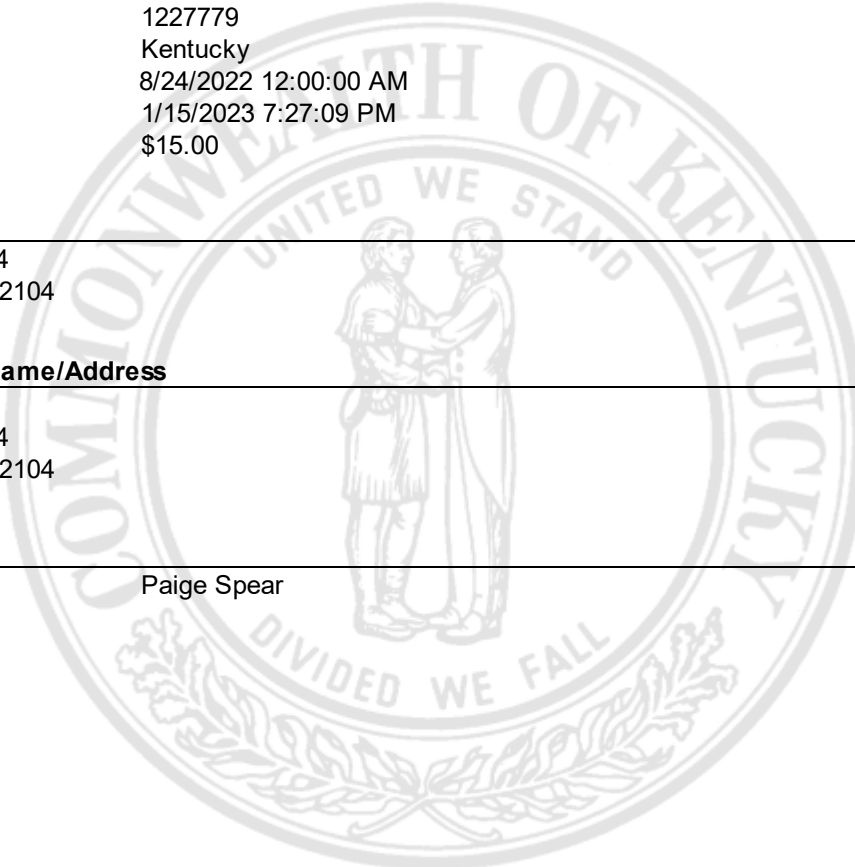 1227779
Kentucky
8/24/2022 12:00:00 AM
1/15/2023 7:27:09 PM
$15.00
COMMONWEALTH OF KENTUCKY
UNITED WE STAND
4
2104
ame/Address
4
2104
Paige Spear
DIVIDED WE FALL